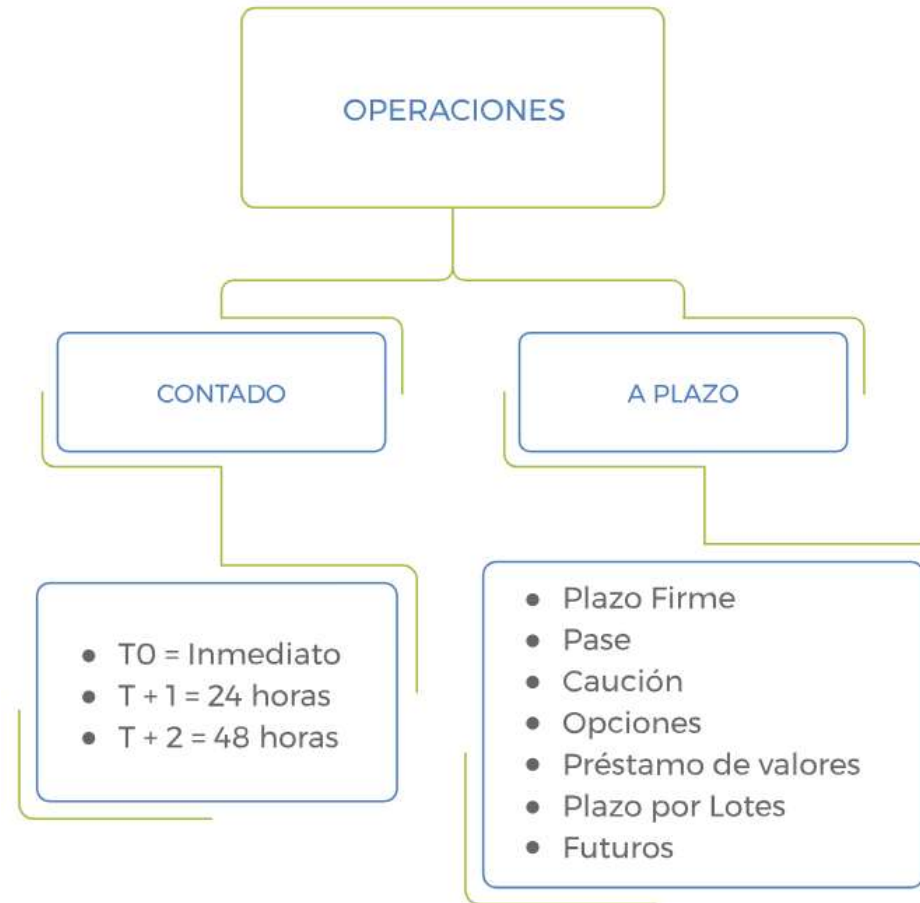 OPERACIONES
CONTADO
A PLAZO
● T0 = Inmediato
● T + 1 = 24 horas
● T + 2 = 48 horas
● Plazo Firme
● Pase
● Caución
● Opciones
● Préstamo de valores
● Plazo por Lotes
● Futuros